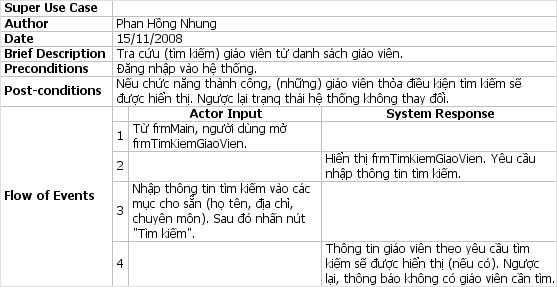 Super Use Case
Author Phan Hồng Nhung
Date 15/11/2008
Brief Description Tra cứu (tìm kiếm) giáo viên từ danh sách giáo viên.
Preconditions Đăng nhập vào hệ thống.
Post-conditions Nếu chức năng thành công, (những) giáo viên thỏa điều kiện tìm kiếm sẽ
được hiển thị. Ngược lại trạng thái hệ thống không thay đổi.
Flow of Events
Actor Input System Response
1 Từ frmMain, người dùng mở
frmTimKiemGiaoVien.
2 Hiển thị frmTimKiemGiaoVien. Yêu cầu
nhập thông tin tìm kiếm.
3 Nhập thông tin tìm kiếm vào các
mục cho sẵn (họ tên, địa chỉ,
chuyên môn). Sau đó nhấn nút
"Tìm kiếm".
4 Thông tin giáo viên theo yêu cầu tìm
kiếm sẽ được hiển thị (nếu có). Ngược
lại, thông báo không có giáo viên cần tìm.